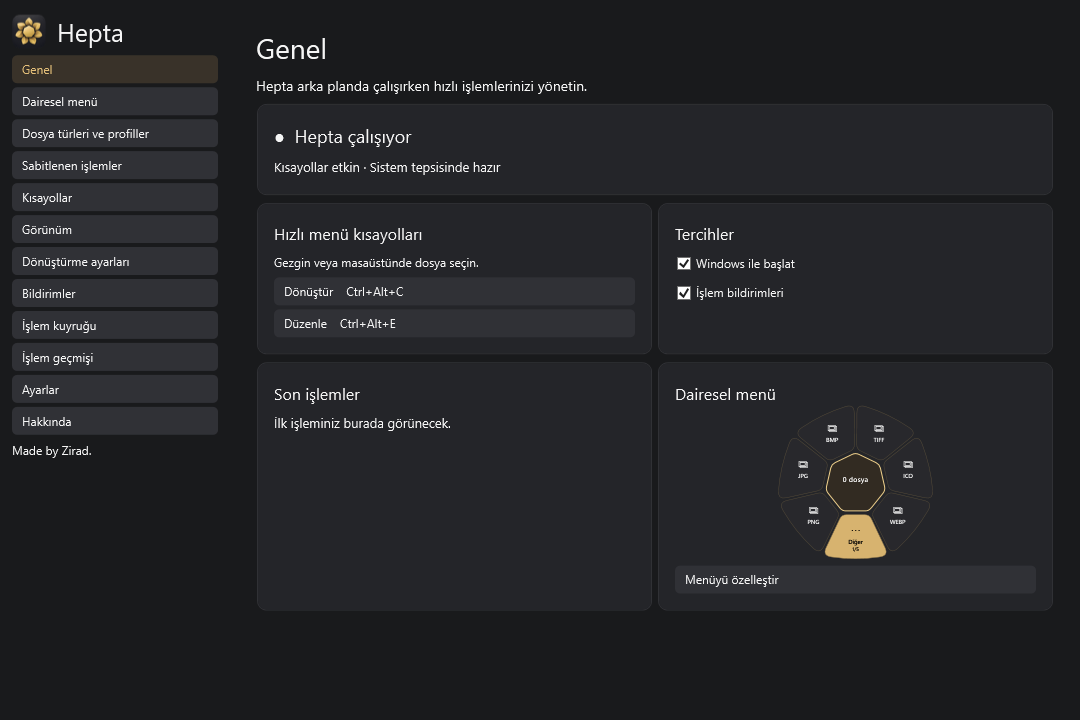 Hepta
Genel
Dairesel menü
Dosya türleri ve profiller
Sabitlenen işlemler
Kısayollar
Görünüm
Dönüştürme ayarları
Bildirimler
İşlem kuyruğu
İşlem geçmişi
Ayarlar
Hakkında
Made by Zirad.
Genel
Hepta arka planda çalışırken hızlı işlemlerinizi yönetin.
● Hepta çalışıyor
Kısayollar etkin · Sistem tepsisinde hazır
Hızlı menü kısayolları
Gezgin veya masaüstünde dosya seçin.
Dönüştür Ctrl+Alt+C
Düzenle Ctrl+Alt+E
Tercihler
Windows ile başlat
İşlem bildirimleri
Son işlemler
İlk işleminiz burada görünecek.
Dairesel menü
BMP
TIFF
JPG
ICO
0 dosya
PNG
WEBP
...
Diğer
1/5
Menüyü özelleştir